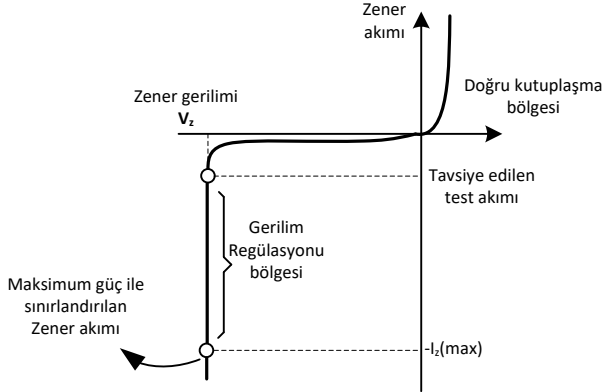 Zener
akımı
Doğru kutuplaşma
bölgesi
Zener gerilimi
Vz
Tavsiye edilen
test akımı
Gerilim
Regülasyonu
bölgesi
Maksimum güç ile
sınırlandırılan
Zener akımı
-Iz(max)